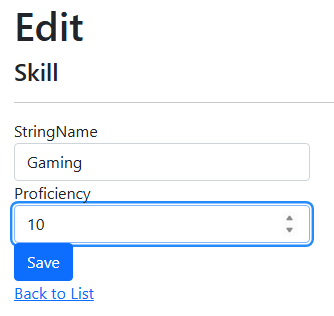 Edit
Skill
StringName
Gaming
Proficiency
10
Save
Back to List